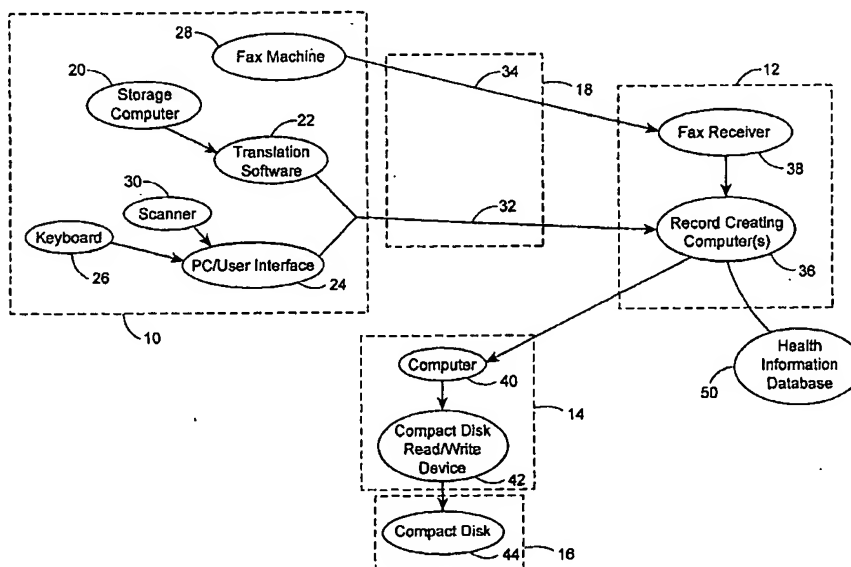 28
Fax Machine
34
18
12
20
Storage
Computer
22
Translation
Software
Fax Receiver
38
30
Scanner
32
Record Creating
Computer(s)
36
Keyboard
26
PC/User Interface
24
10
Computer
40
Health
Information
Database
50
14
Compact Disk
Read/Write
Device
42
Compact Disk
44
16